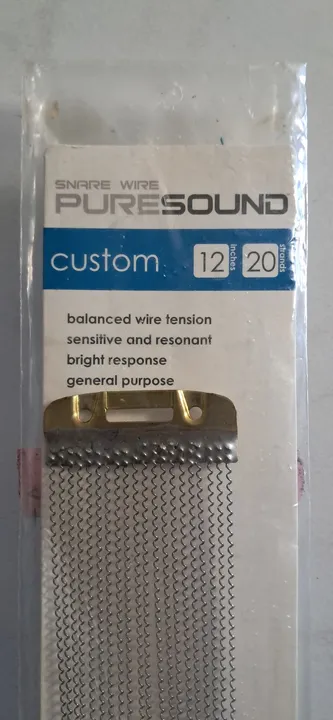 SNARE WIRE
PURESOUND
custom 12 inches 20 strands
balanced wire tension
sensitive and resonant
bright response
general purpose